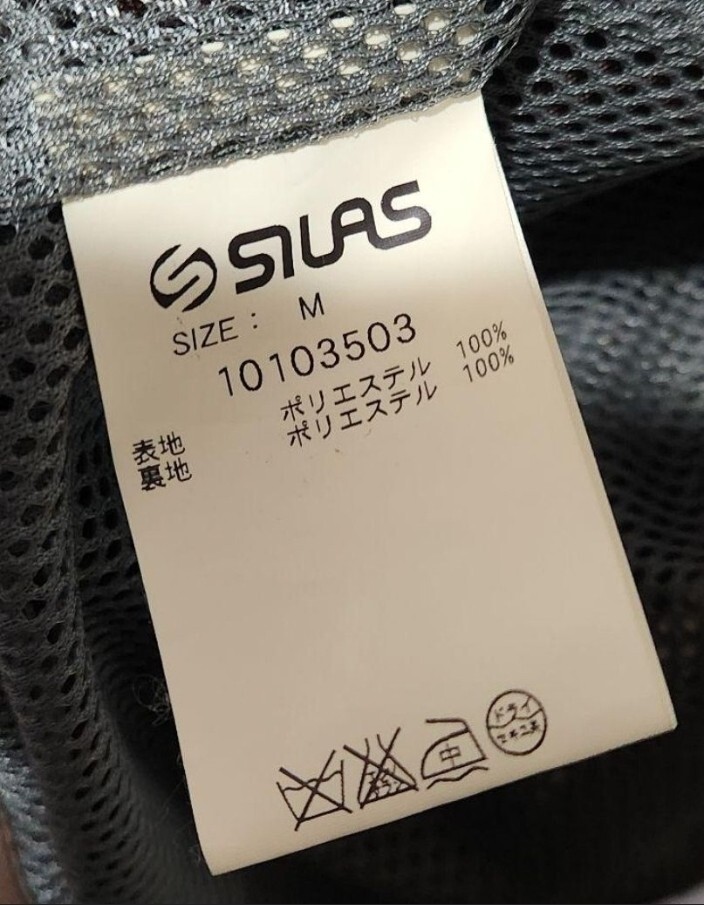 SILAS
SIZE : M
10103503
表地 ポリエステル 100%
裏地 ポリエステル 100%
中
ドライ